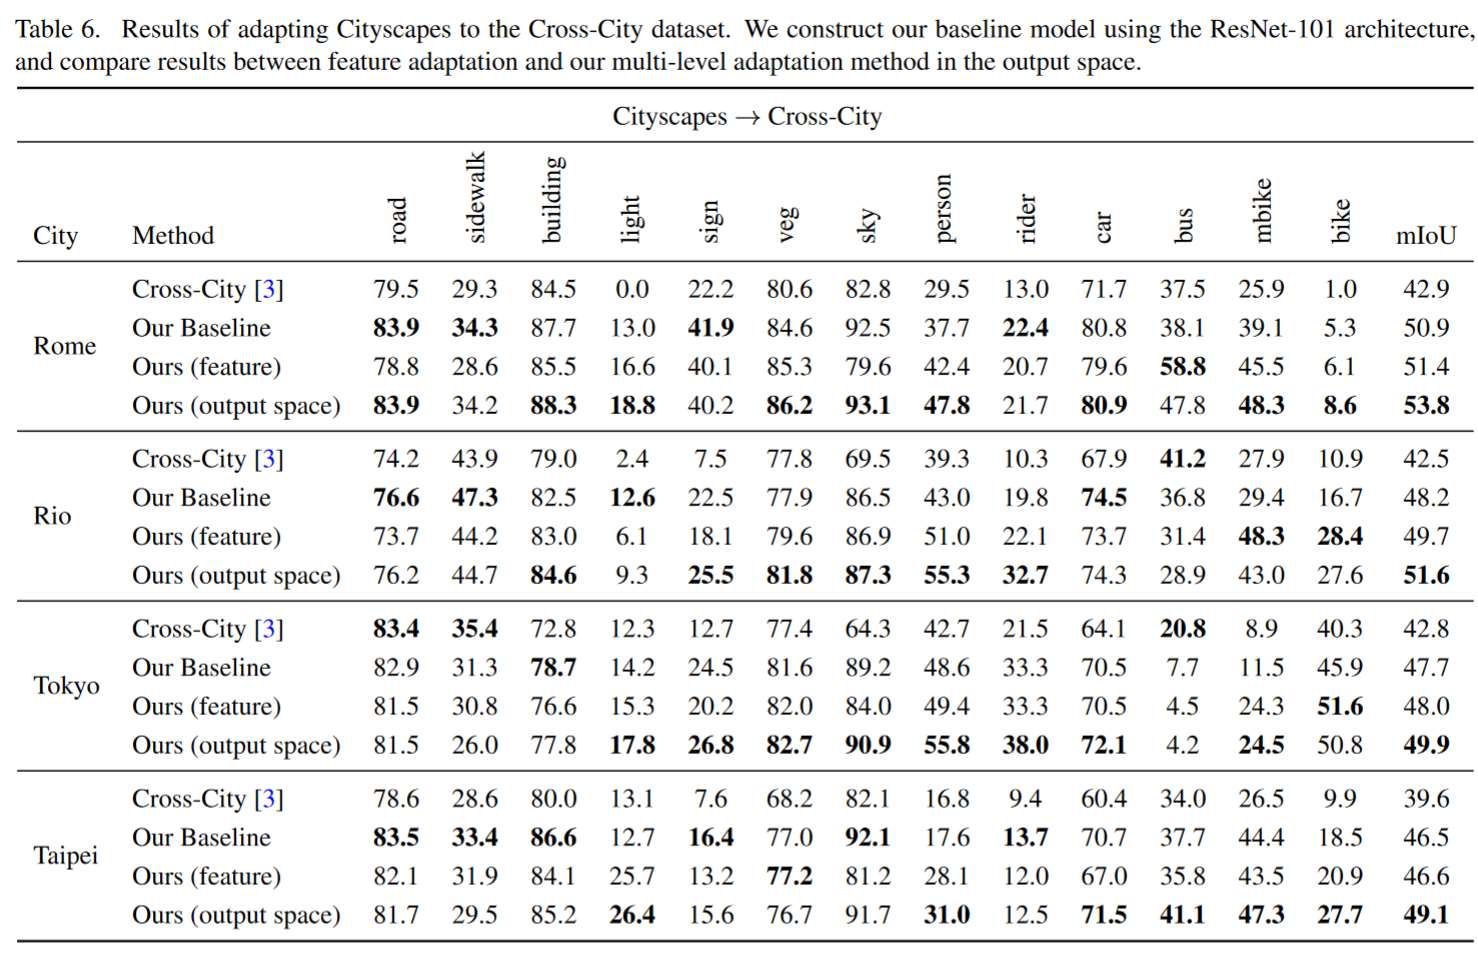 Table 6. Results of adapting Cityscapes to the Cross-City dataset. We construct our baseline model using the ResNet-101 architecture,
and compare results between feature adaptation and our multi-level adaptation method in the output space.
Cityscapes → Cross-City
City Method road sidewalk building light sign veg sky person rider car bus mbike bike mIoU
Rome
Cross-City [3] 79.5 29.3 84.5 0.0 22.2 80.6 82.8 29.5 13.0 71.7 37.5 25.9 1.0 42.9
Our Baseline 83.9 34.3 87.7 13.0 41.9 84.6 92.5 37.7 22.4 80.8 38.1 39.1 5.3 50.9
Ours (feature) 78.8 28.6 85.5 16.6 40.1 85.3 79.6 42.4 20.7 79.6 58.8 45.5 6.1 51.4
Ours (output space) 83.9 34.2 88.3 18.8 40.2 86.2 93.1 47.8 21.7 80.9 47.8 48.3 8.6 53.8
Rio
Cross-City [3] 74.2 43.9 79.0 2.4 7.5 77.8 69.5 39.3 10.3 67.9 41.2 27.9 10.9 42.5
Our Baseline 76.6 47.3 82.5 12.6 22.5 77.9 86.5 43.0 19.8 74.5 36.8 29.4 16.7 48.2
Ours (feature) 73.7 44.2 83.0 6.1 18.1 79.6 86.9 51.0 22.1 73.7 31.4 48.3 28.4 49.7
Ours (output space) 76.2 44.7 84.6 9.3 25.5 81.8 87.3 55.3 32.7 74.3 28.9 43.0 27.6 51.6
Tokyo
Cross-City [3] 83.4 35.4 72.8 12.3 12.7 77.4 64.3 42.7 21.5 64.1 20.8 8.9 40.3 42.8
Our Baseline 82.9 31.3 78.7 14.2 24.5 81.6 89.2 48.6 33.3 70.5 7.7 11.5 45.9 47.7
Ours (feature) 81.5 30.8 76.6 15.3 20.2 82.0 84.0 49.4 33.3 70.5 4.5 24.3 51.6 48.0
Ours (output space) 81.5 26.0 77.8 17.8 26.8 82.7 90.9 55.8 38.0 72.1 4.2 24.5 50.8 49.9
Taipei
Cross-City [3] 78.6 28.6 80.0 13.1 7.6 68.2 82.1 16.8 9.4 60.4 34.0 26.5 9.9 39.6
Our Baseline 83.5 33.4 86.6 12.7 16.4 77.0 92.1 17.6 13.7 70.7 37.7 44.4 18.5 46.5
Ours (feature) 82.1 31.9 84.1 25.7 13.2 77.2 81.2 28.1 12.0 67.0 35.8 43.5 20.9 46.6
Ours (output space) 81.7 29.5 85.2 26.4 15.6 76.7 91.7 31.0 12.5 71.5 41.1 47.3 27.7 49.1